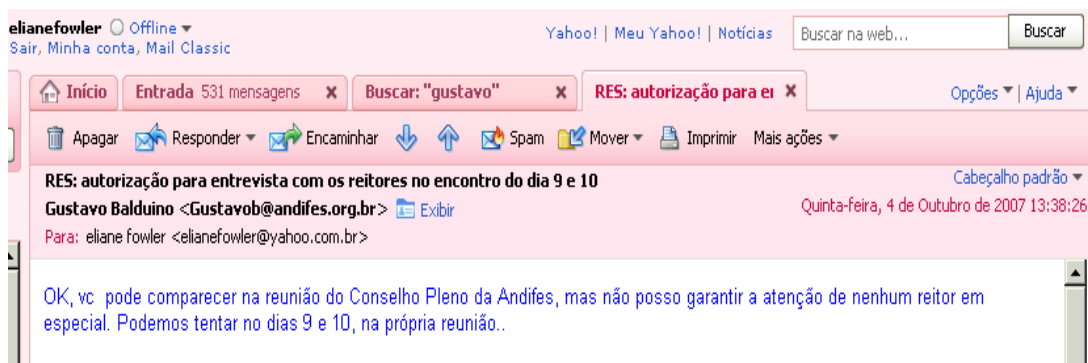 elianefowler Offline
Yahoo! | Meu Yahoo! | Notícias
Buscar na web...
Buscar
Sair, Minha conta, Mail Classic
Início
Entrada 531 mensagens x
Buscar: "gustavo" x
RES: autorização para ei x
Opções | Ajuda
Apagar Responder Encaminhar Spam Mover Imprimir Mais ações
RES: autorização para entrevista com os reitores no encontro do dia 9 e 10
Cabeçalho padrão
Gustavo Balduino <Gustavob@andifes.org.br> Exibir
Quinta-feira, 4 de Outubro de 2007 13:38:26
Para: eliane fowler <elianefowler@yahoo.com.br>
OK, vc pode comparecer na reunião do Conselho Pleno da Andifes, mas não posso garantir a atenção de nenhum reitor em
especial. Podemos tentar no dias 9 e 10, na própria reunião..